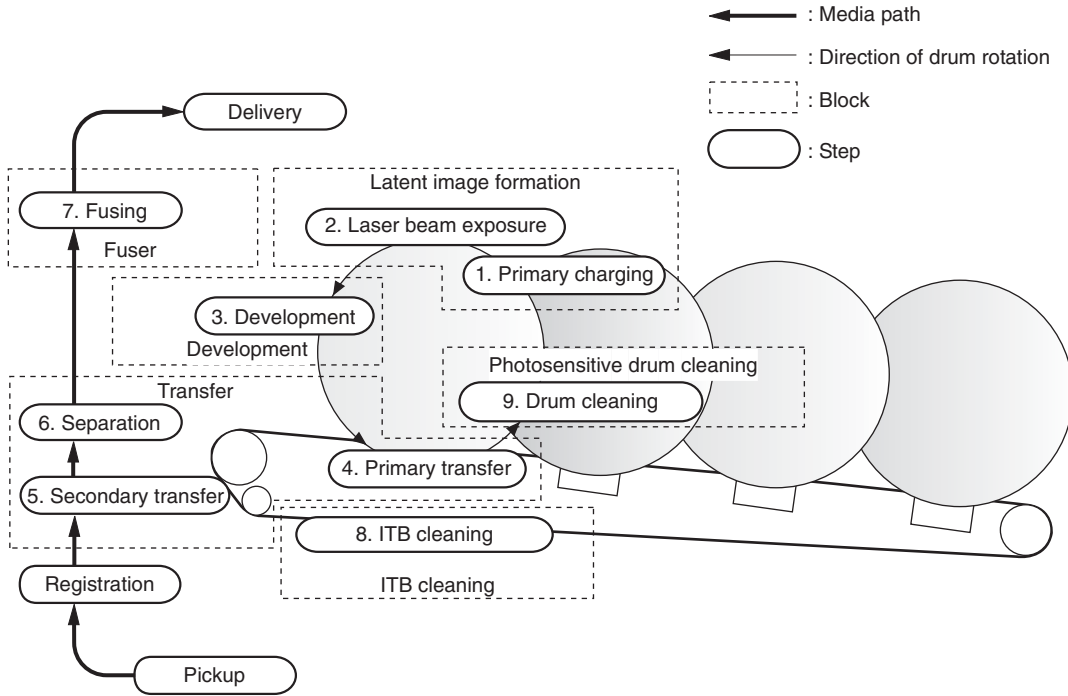 : Media path
: Direction of drum rotation
: Block
: Step
Delivery
Latent image formation
7. Fusing
Fuser
2. Laser beam exposure
1. Primary charging
3. Development
Development
Photosensitive drum cleaning
Transfer
9. Drum cleaning
6. Separation
4. Primary transfer
5. Secondary transfer
8. ITB cleaning
ITB cleaning
Registration
Pickup